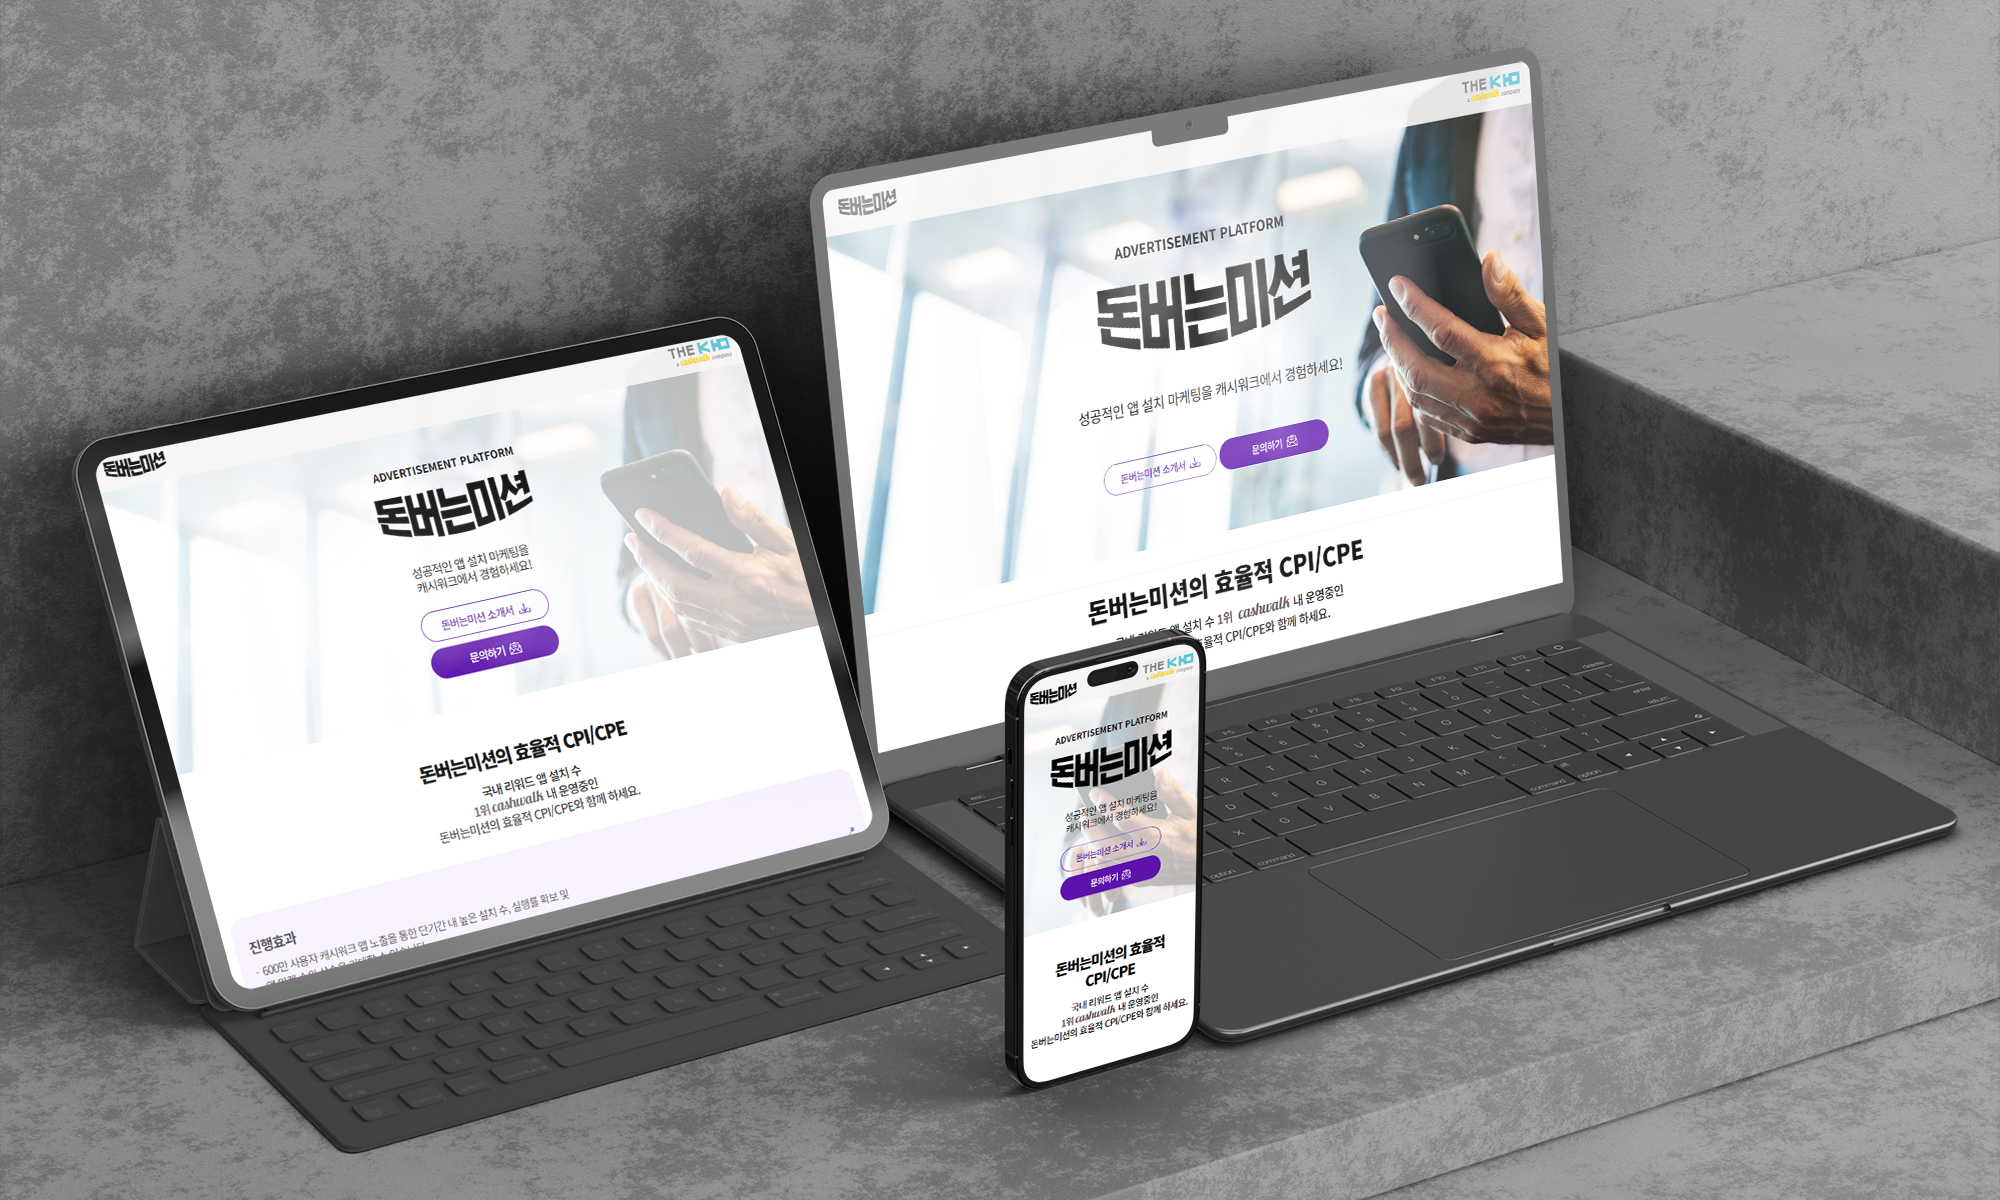 돈버는미션
THE KHO
a cashwalk company
ADVERTISEMENT PLATFORM
돈버는미션
성공적인 앱 설치 마케팅을
캐시워크에서 경험하세요!
돈버는미션 소개서
문의하기
돈버는미션의 효율적 CPI/CPE
국내 리워드 앱 설치 수
1위 cashwalk 내 운영중인
돈버는미션의 효율적 CPI/CPE와 함께 하세요.
진행효과
- 600만 사용자 캐시워크 앱 노출을 통한 단기간 내 높은 설치 수, 실행률 확보 및
돈버는미션
THE KHO
a cashwalk company
ADVERTISEMENT PLATFORM
돈버는미션
성공적인 앱 설치 마케팅을 캐시워크에서 경험하세요!
돈버는미션 소개서
문의하기
돈버는미션의 효율적 CPI/CPE
국내 리워드 앱 설치 수 1위 cashwalk 내 운영중인
효율적 CPI/CPE와 함께 하세요.
돈버는미션
THE KHO
a cashwalk company
ADVERTISEMENT PLATFORM
돈버는미션
성공적인 앱 설치 마케팅을
캐시워크에서 경험하세요!
돈버는미션 소개서
문의하기
돈버는미션의 효율적
CPI/CPE
국내 리워드 앱 설치 수
1위 cashwalk 내 운영중인
돈버는미션의 효율적 CPI/CPE와 함께 하세요.
esc
F6 F7 F8 F9 F10 F11 F12
delete
R T Y U I O P
enter
return
D F G H J K L
X C V B N M
option command
command option
alt